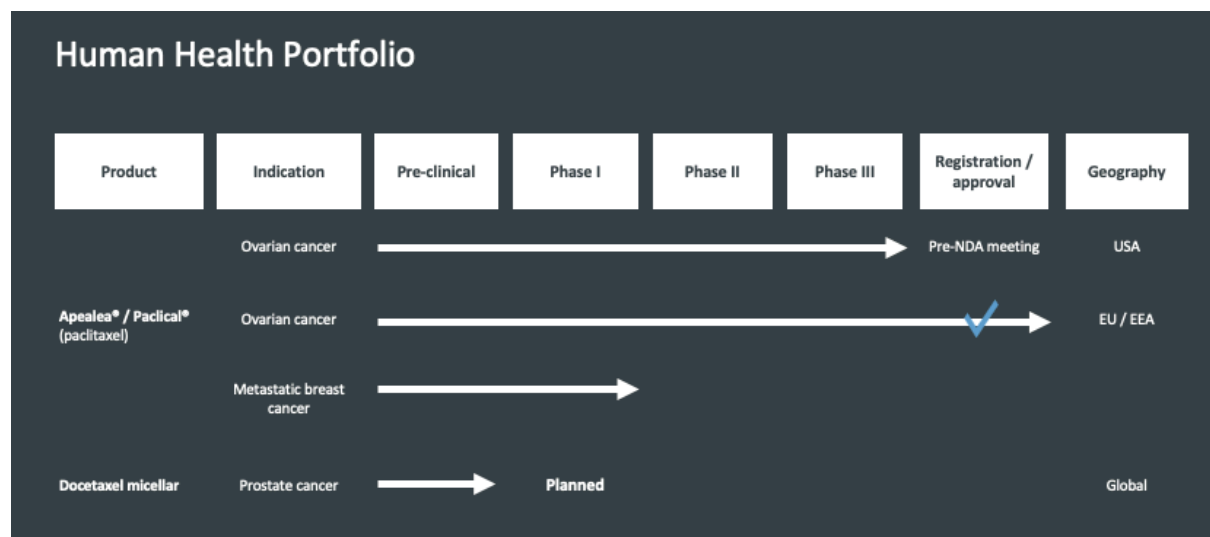 Human Health Portfolio
Product
Indication
Pre-clinical
Phase I
Phase II
Phase III
Registration /
approval
Geography
Ovarian cancer
Pre-NDA meeting
USA
Apealea® / Paclical®
(paclitaxel)
Ovarian cancer
EU / EEA
Metastatic breast
cancer
Docetaxel micellar
Prostate cancer
Planned
Global